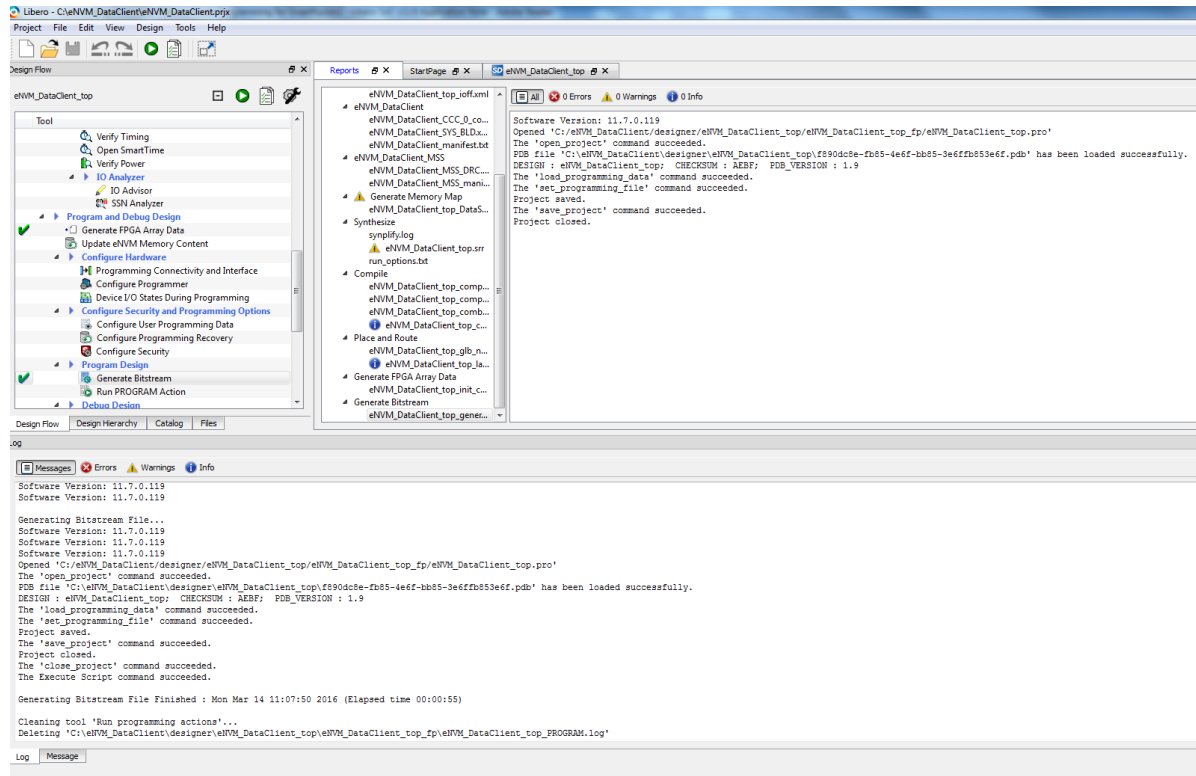 Libero - C:\eNVM_DataClient\eNVM_DataClient.prjx
Project File Edit View Design Tools Help
Design Flow
eNVM_DataClient_top
Tool
Verify Timing
Open SmartTime
Verify Power
IO Analyzer
IO Advisor
SSN Analyzer
Program and Debug Design
Generate FPGA Array Data
Update eNVM Memory Content
Configure Hardware
Programming Connectivity and Interface
Configure Programmer
Device I/O States During Programming
Configure Security and Programming Options
Configure User Programming Data
Configure Programming Recovery
Configure Security
Program Design
Generate Bitstream
Run PROGRAM Action
Debug Design
Design Flow Design Hierarchy Catalog Files
Reports StartPage SD eNVM_DataClient_top
eNVM_DataClient_top_ioff.xml
eNVM_DataClient
eNVM_DataClient_CCC_0_co...
eNVM_DataClient_SYS_BLD.x...
eNVM_DataClient_manifest.txt
eNVM_DataClient_MSS
eNVM_DataClient_MSS_DRC....
eNVM_DataClient_MSS_mani...
Generate Memory Map
eNVM_DataClient_top_DataS...
Synthesize
synplify.log
eNVM_DataClient_top.srr
run_options.txt
Compile
eNVM_DataClient_top_comp...
eNVM_DataClient_top_comp...
eNVM_DataClient_top_comb...
eNVM_DataClient_top_c...
Place and Route
eNVM_DataClient_top_glb_n...
eNVM_DataClient_top_la...
Generate FPGA Array Data
eNVM_DataClient_top_init_c...
Generate Bitstream
eNVM_DataClient_top_gener...
All 0 Errors 0 Warnings 0 Info
Software Version: 11.7.0.119
Opened 'C:/eNVM_DataClient/designer/eNVM_DataClient_top/eNVM_DataClient_top_fp/eNVM_DataClient_top.pro'
The 'open_project' command succeeded.
PDB file 'C:\eNVM_DataClient\designer\eNVM_DataClient_top\f890dc8e-fb85-4e6f-bb85-3e6ffb853e6f.pdb' has been loaded successfully.
DESIGN : eNVM_DataClient_top; CHECKSUM : AEBF; PDB_VERSION : 1.9
The 'load_programming_data' command succeeded.
The 'set_programming_file' command succeeded.
Project saved.
The 'save_project' command succeeded.
Project closed.
Log
Messages Errors Warnings Info
Software Version: 11.7.0.119
Software Version: 11.7.0.119
Generating Bitstream File...
Software Version: 11.7.0.119
Software Version: 11.7.0.119
Software Version: 11.7.0.119
Opened 'C:/eNVM_DataClient/designer/eNVM_DataClient_top/eNVM_DataClient_top_fp/eNVM_DataClient_top.pro'
The 'open_project' command succeeded.
PDB file 'C:\eNVM_DataClient\designer\eNVM_DataClient_top\f890dc8e-fb85-4e6f-bb85-3e6ffb853e6f.pdb' has been loaded successfully.
DESIGN : eNVM_DataClient_top; CHECKSUM : AEBF; PDB_VERSION : 1.9
The 'load_programming_data' command succeeded.
The 'set_programming_file' command succeeded.
Project saved.
The 'save_project' command succeeded.
Project closed.
The 'close_project' command succeeded.
The Execute Script command succeeded.
Generating Bitstream File Finished : Mon Mar 14 11:07:50 2016 (Elapsed time 00:00:55)
Cleaning tool 'Run programming actions'...
Deleting 'C:\eNVM_DataClient\designer\eNVM_DataClient_top\eNVM_DataClient_top_fp\eNVM_DataClient_top_PROGRAM.log'
Log Message